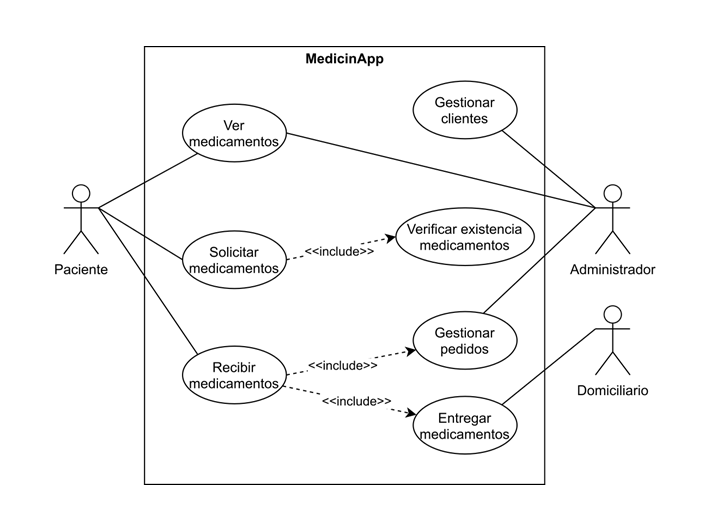 MedicinApp
Ver
medicamentos
Gestionar
clientes
Solicitar
medicamentos
<<include>>
Verificar existencia
medicamentos
Paciente
Administrador
Recibir
medicamentos
<<include>>
Gestionar
pedidos
<<include>>
Entregar
medicamentos
Domiciliario